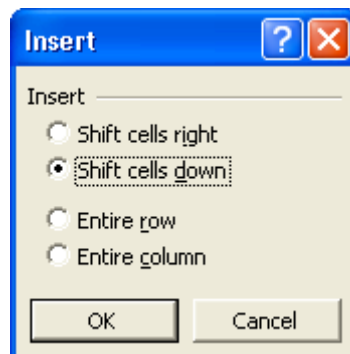 Insert
Insert
Shift cells right
Shift cells down
Entire row
Entire column
OK Cancel